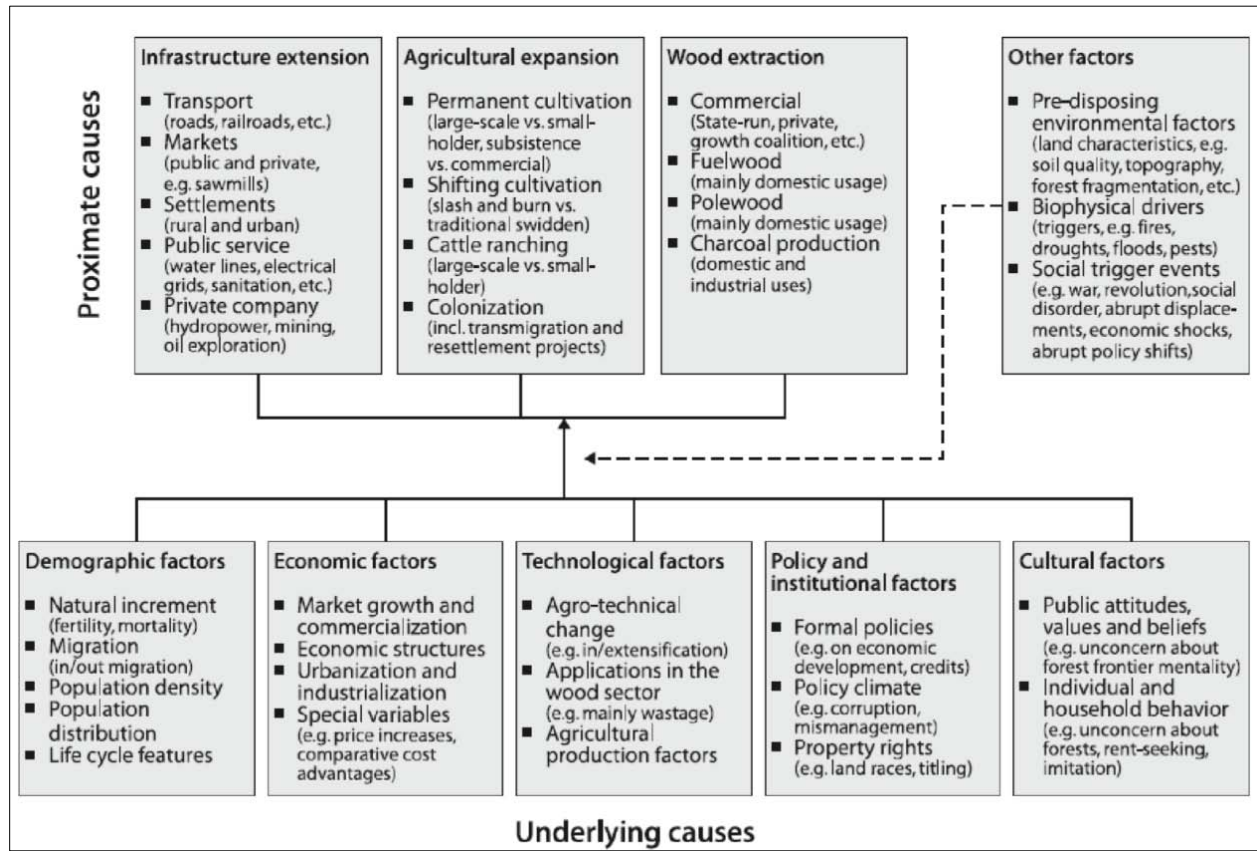 Proximate causes
Infrastructure extension
■ Transport
(roads, railroads, etc.)
■ Markets
(public and private,
e.g. sawmills)
■ Settlements
(rural and urban)
■ Public service
(water lines, electrical
grids, sanitation, etc.)
■ Private company
(hydropower, mining,
oil exploration)
Agricultural expansion
■ Permanent cultivation
(large-scale vs. small-
holder, subsistence
vs. commercial)
■ Shifting cultivation
(slash and burn vs.
traditional swidden)
■ Cattle ranching
(large-scale vs. small-
holder)
■ Colonization
(incl. transmigration and
resettlement projects)
Wood extraction
■ Commercial
(State-run, private,
growth coalition, etc.)
■ Fuelwood
(mainly domestic usage)
■ Polewood
(mainly domestic usage)
■ Charcoal production
(domestic and
industrial uses)
Other factors
■ Pre-disposing
environmental factors
(land characteristics, e.g.
soil quality, topography,
forest fragmentation, etc.)
■ Biophysical drivers
(triggers, e.g. fires,
droughts, floods, pests)
■ Social trigger events
(e.g. war, revolution, social
disorder, abrupt displace-
ments, economic shocks,
abrupt policy shifts)
Demographic factors
■ Natural increment
(fertility, mortality)
■ Migration
(in/out migration)
■ Population density
■ Population
distribution
■ Life cycle features
Economic factors
■ Market growth and
commercialization
■ Economic structures
■ Urbanization and
industrialization
■ Special variables
(e.g. price increases,
comparative cost
advantages)
Technological factors
■ Agro-technical
change
(e.g. in/extensification)
■ Applications in the
wood sector
(e.g. mainly wastage)
■ Agricultural
production factors
Policy and
institutional factors
■ Formal policies
(e.g. on economic
development, credits)
■ Policy climate
(e.g. corruption,
mismanagement)
■ Property rights
(e.g. land races, titling)
Cultural factors
■ Public attitudes,
values and beliefs
(e.g. unconcern about
forest frontier mentality)
■ Individual and
household behavior
(e.g. unconcern about
forests, rent-seeking,
imitation)
Underlying causes